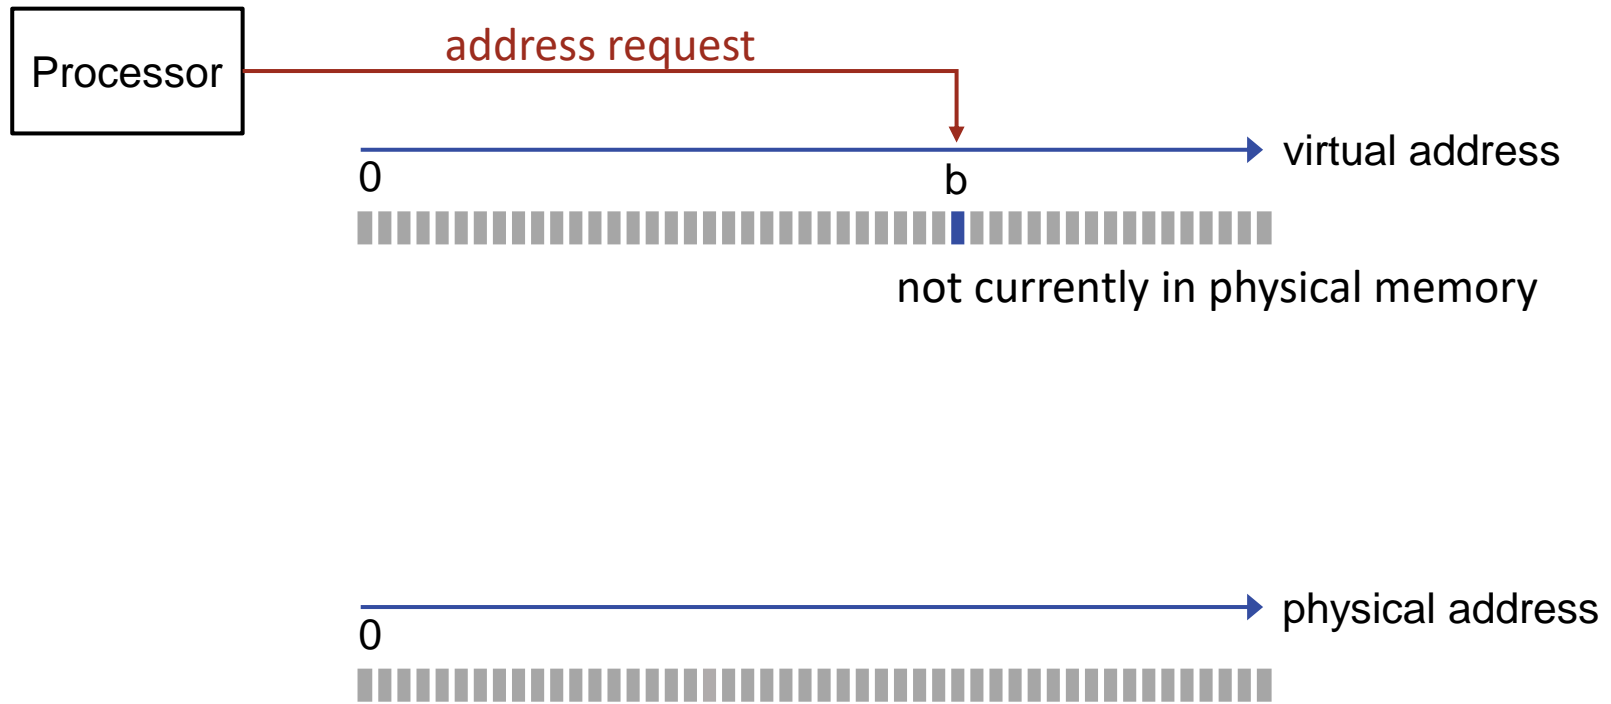 address request
Processor
virtual address
0
b
not currently in physical memory
physical address
0